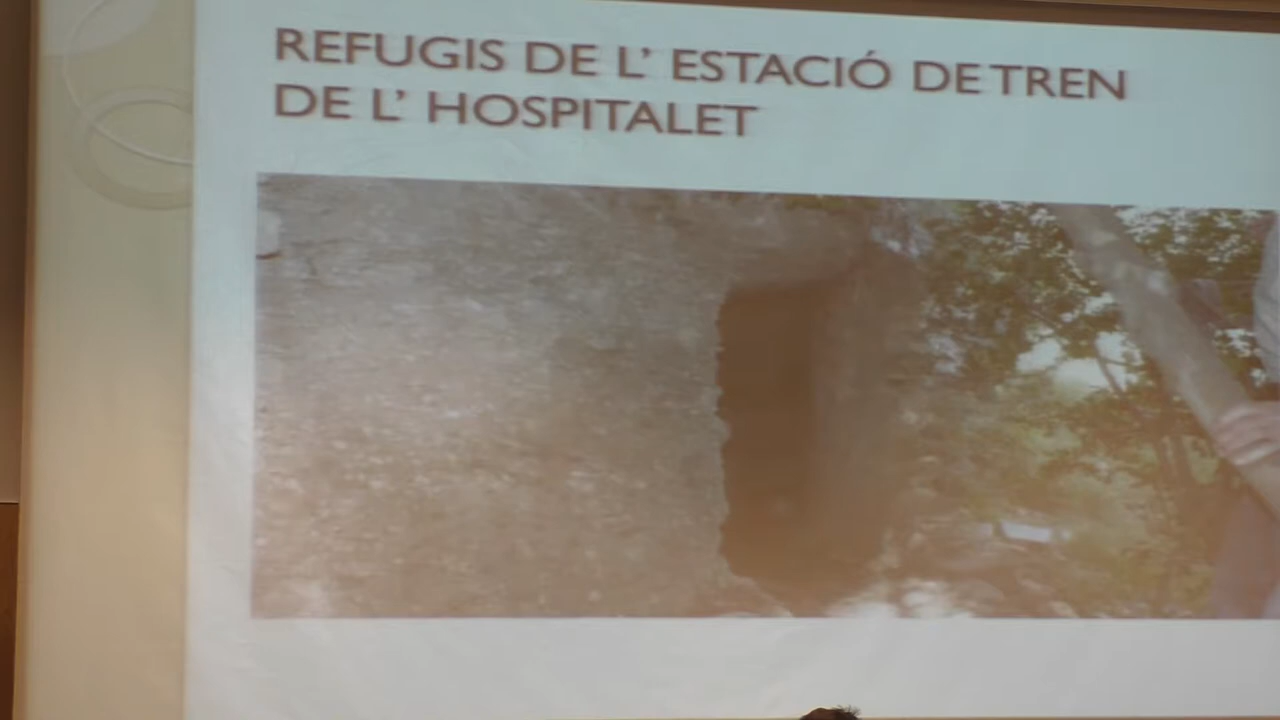 REFUGIS DE L' ESTACIÓ DE TREN
DE L' HOSPITALET